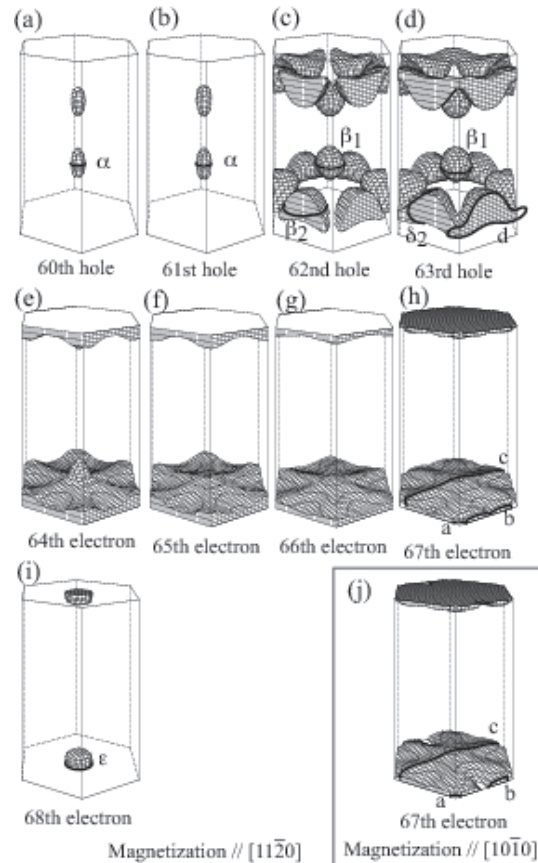 (a) (b) (c) (d)
α α β1 β1
β2 δ2 d
60th hole 61st hole 62nd hole 63rd hole
(e) (f) (g) (h)
c
a b
64th electron 65th electron 66th electron 67th electron
(i) (j)
ε c
a b
68th electron 67th electron
Magnetization // [112̄0] Magnetization // [101̄0]